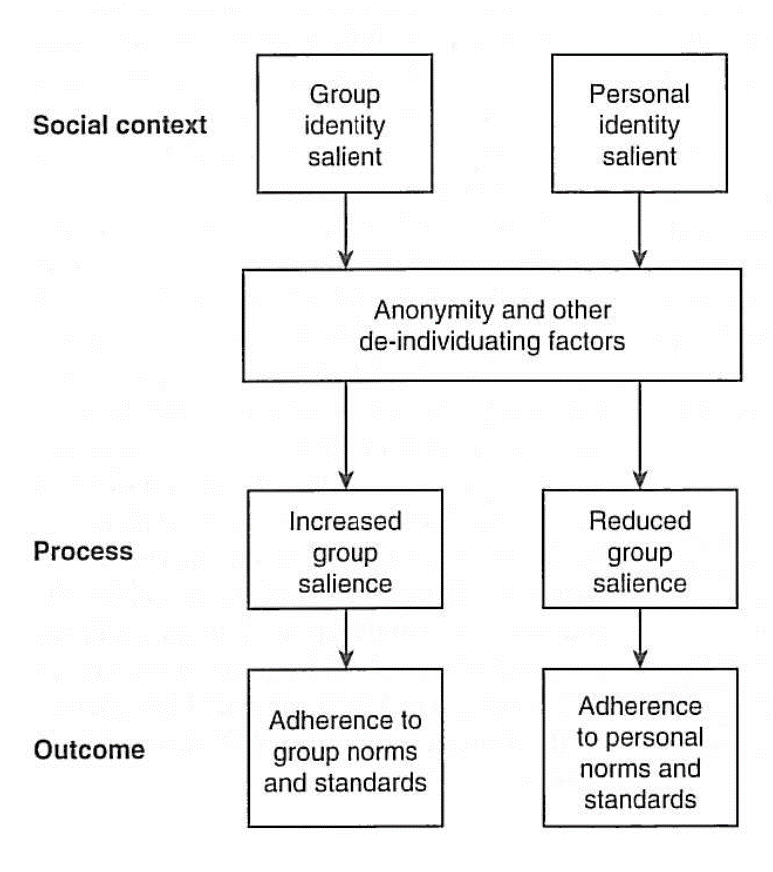 Social context
Group
identity
salient
Personal
identity
salient
Anonymity and other
de-individuating factors
Process
Increased
group
salience
Reduced
group
salience
Outcome
Adherence to
group norms
and standards
Adherence
to personal
norms and
standards